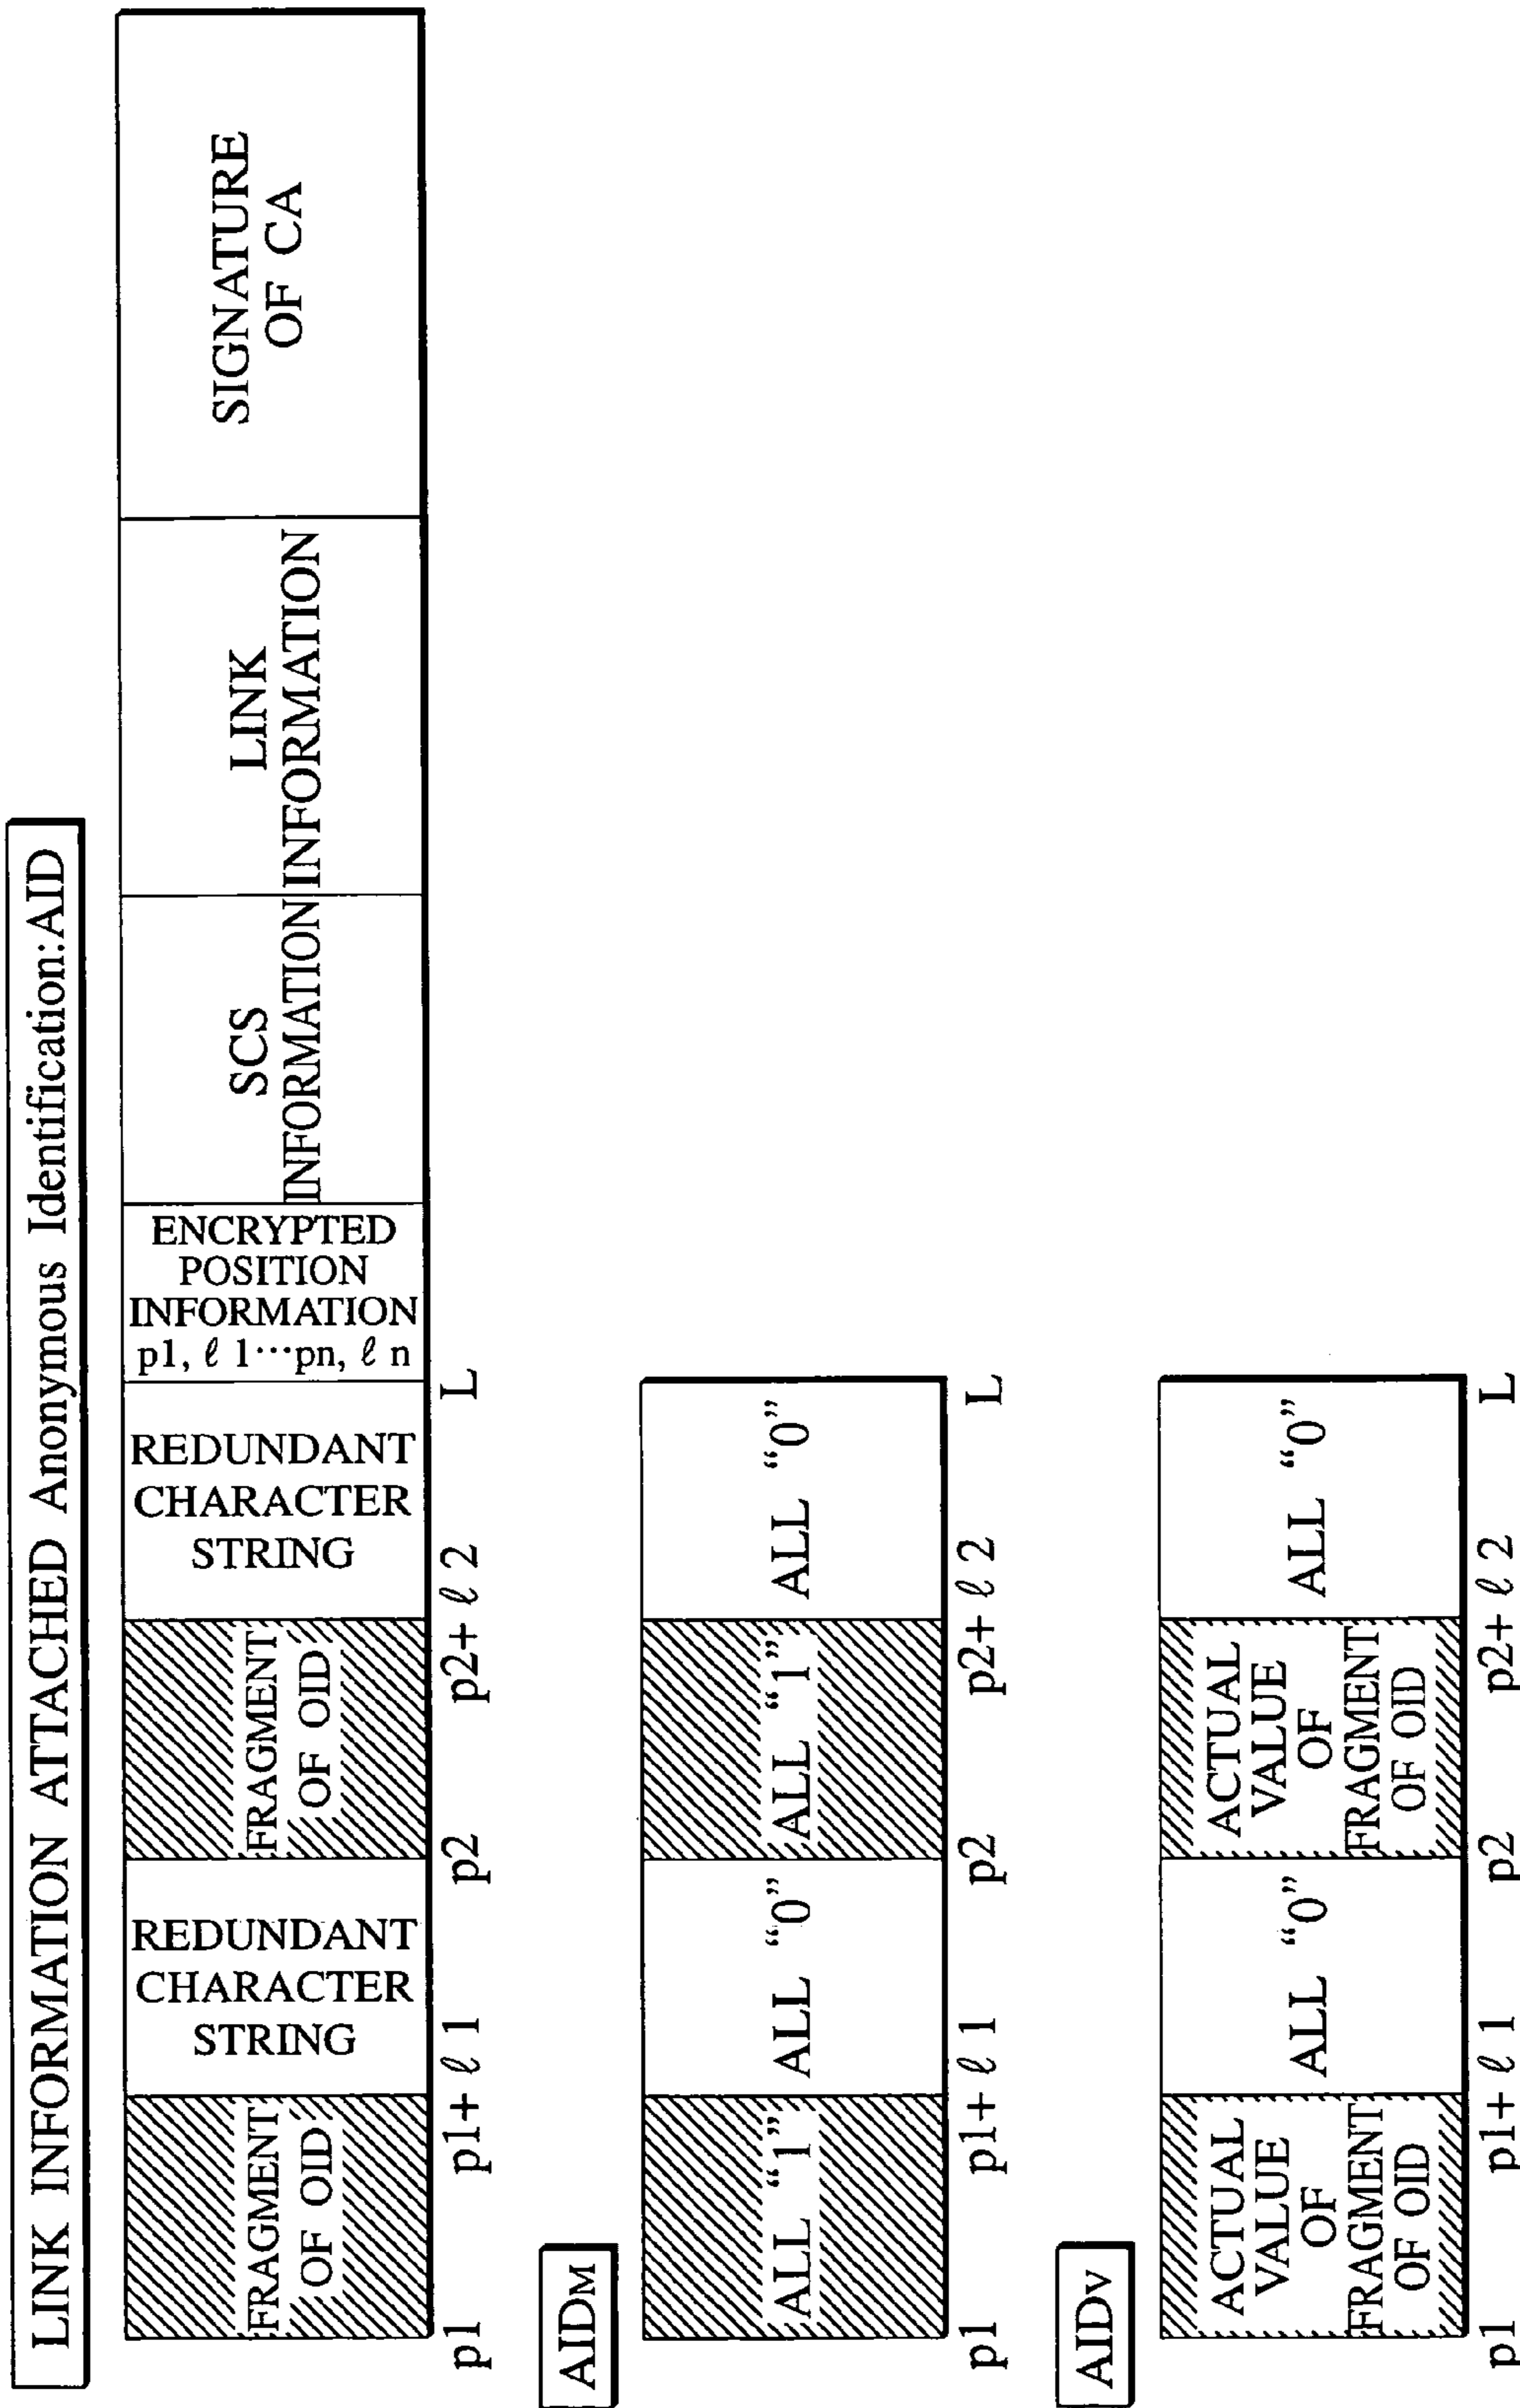 LINK INFORMATION ATTACHED Anonymous Identification:AID
FRAGMENT
OF OID
REDUNDANT
CHARACTER
STRING
FRAGMENT
OF OID
REDUNDANT
CHARACTER
STRING
ENCRYPTED
POSITION
INFORMATION
p1, ℓ 1⋯pn, ℓ n
SCS
INFORMATION
LINK
INFORMATION
SIGNATURE
OF CA
p1
p1+ ℓ 1
p2
p2+ ℓ 2
L
AIDM
ALL “1”
ALL “0”
ALL “1”
ALL “0”
p1
p1+ ℓ 1
p2
p2+ ℓ 2
L
AIDV
ACTUAL
VALUE
OF
FRAGMENT
OF OID
ALL “0”
ACTUAL
VALUE
OF
FRAGMENT
OF OID
ALL “0”
p1
p1+ ℓ 1
p2
p2+ ℓ 2
L